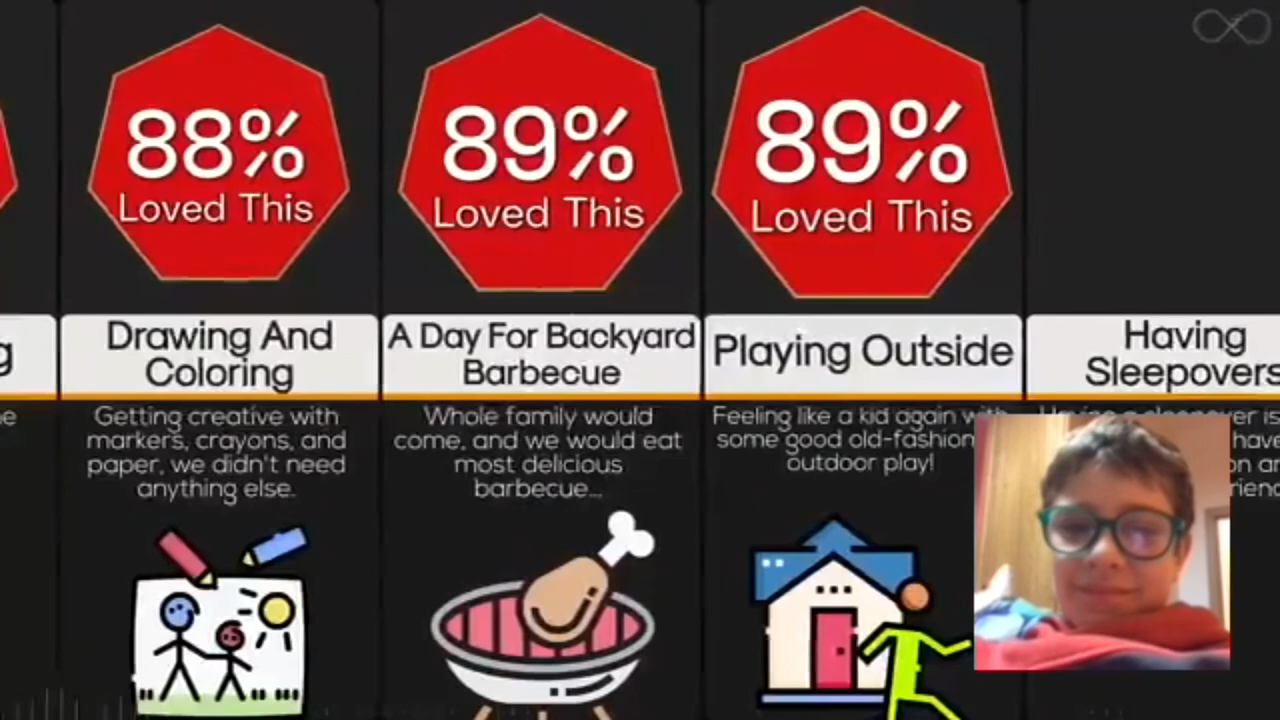 88%
Loved This
Drawing And
Coloring
Getting creative with
markers, crayons, and
paper, we didn't need
anything else.
89%
Loved This
A Day For Backyard
Barbecue
Whole family would
come, and we would eat
most delicious
barbecue...
89%
Loved This
Playing Outside
Feeling like a kid again with
some good old-fashion
outdoor play!
Having
Sleepovers